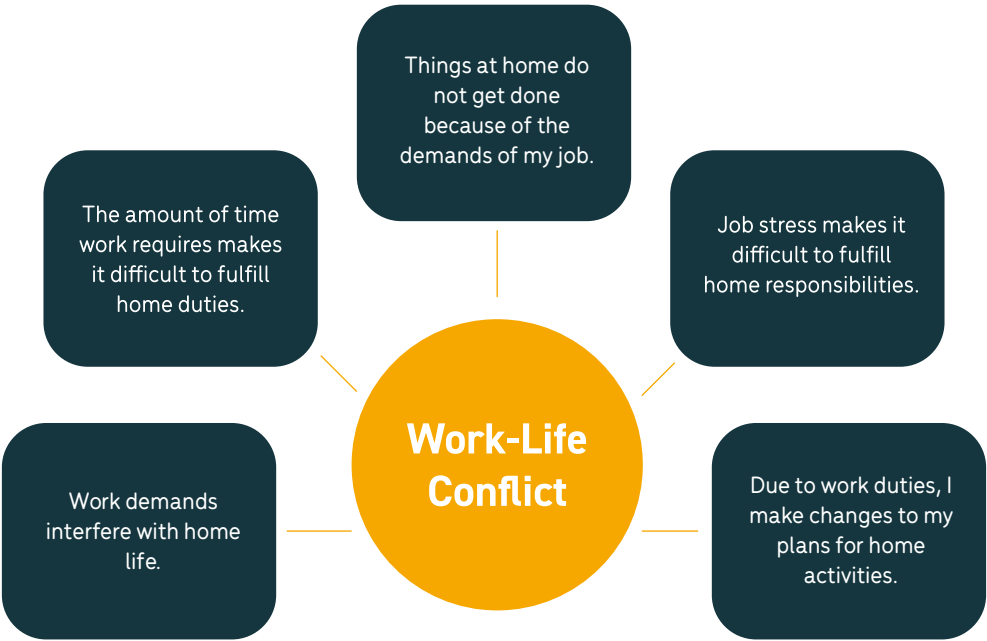 Things at home do
not get done
because of the
demands of my job.
The amount of time
work requires makes
it difficult to fulfill
home duties.
Job stress makes it
difficult to fulfill
home responsibilities.
Work-Life
Conflict
Work demands
interfere with home
life.
Due to work duties, I
make changes to my
plans for home
activities.